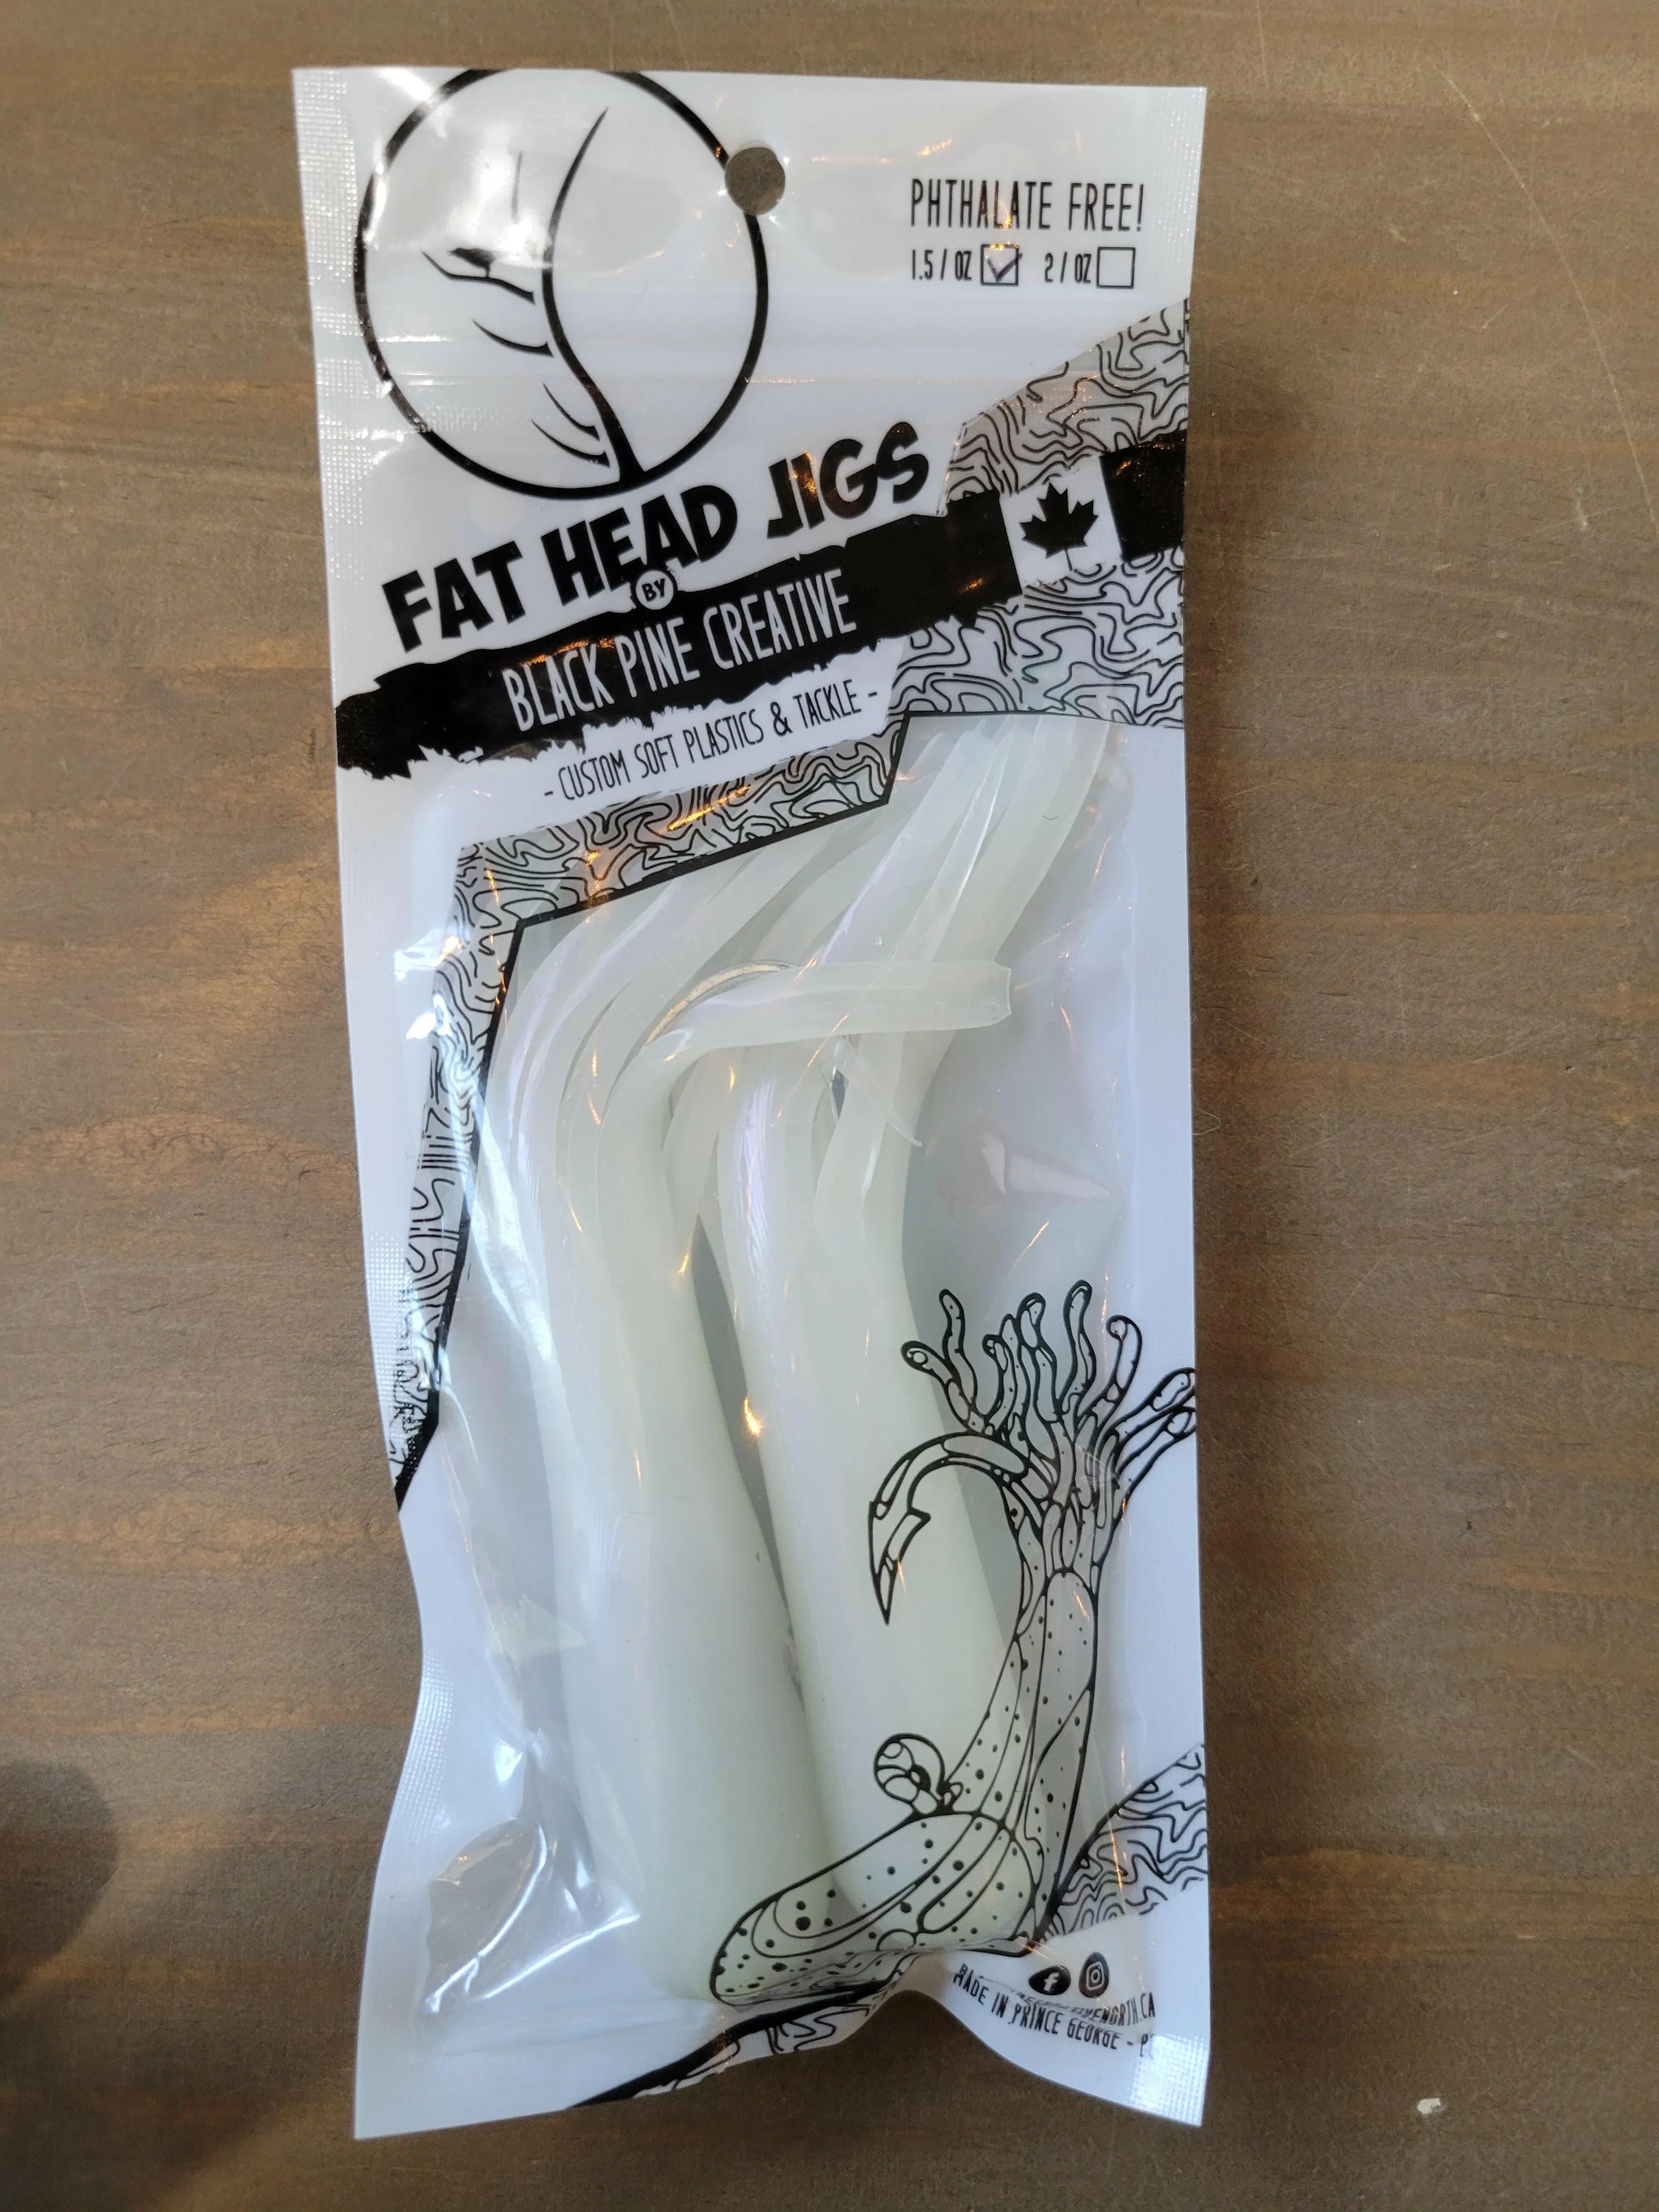 PHTHALATE FREE!
1.5/OZ 2/OZ
FAT HEAD JIGS
BY
BLACK PINE CREATIVE
- CUSTOM SOFT PLASTICS & TACKLE -
MADE IN PRINCE GEORGE -